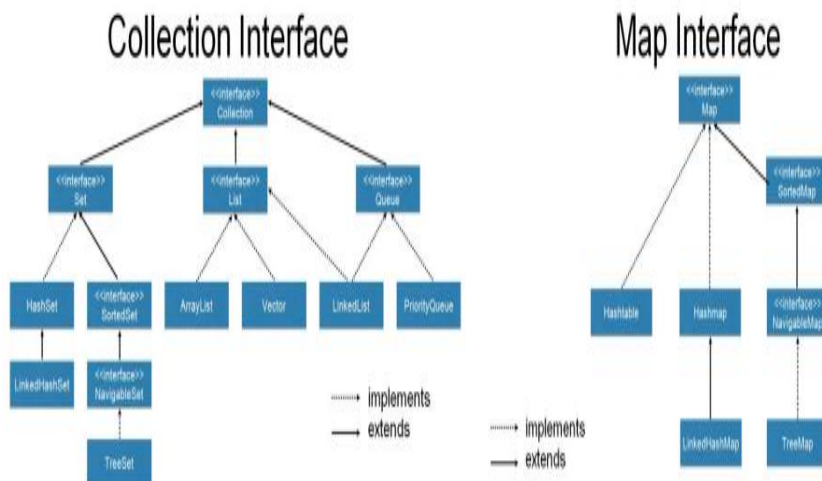 Collection Interface
<<interface>>
Collection
<<interface>>
Set
<<interface>>
List
<<interface>>
Queue
HashSet
<<interface>>
SortedSet
ArrayList
Vector
LinkedList
PriorityQueue
LinkedHashSet
<<interface>>
NavigableSet
TreeSet
implements
extends
Map Interface
<<interface>>
Map
<<interface>>
SortedMap
Hashtable
Hashmap
<<interface>>
NavigableMap
LinkedHashMap
TreeMap
implements
extends